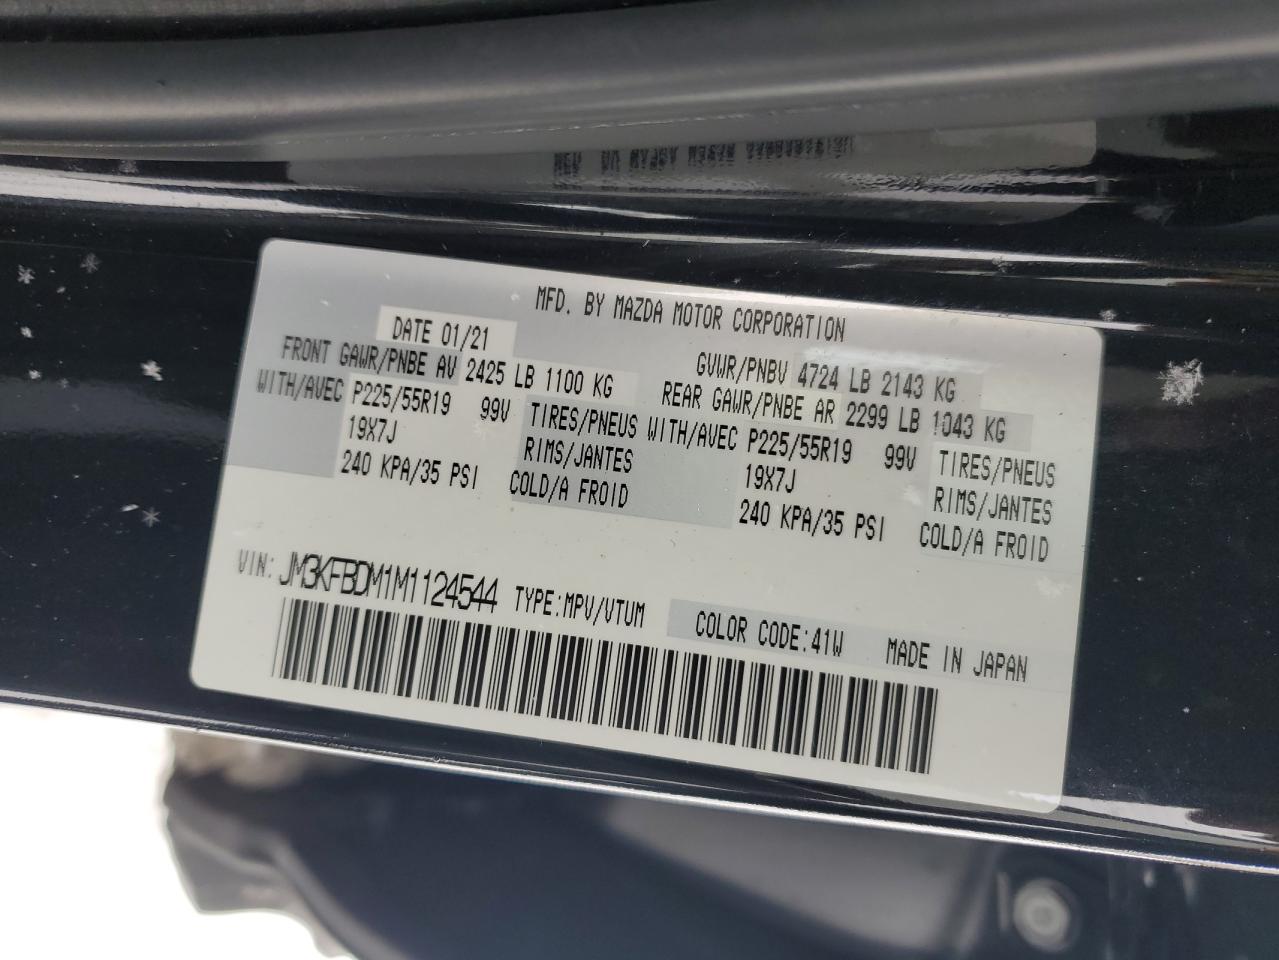 MFD. BY MAZDA MOTOR CORPORATION
DATE 01/21 GVWR/PNBV 4724 LB 2143 KG
FRONT GAWR/PNBE AV 2425 LB 1100 KG REAR GAWR/PNBE AR 2299 LB 1043 KG
WITH/AVEC P225/55R19 99V TIRES/PNEUS WITH/AVEC P225/55R19 99V TIRES/PNEUS
19X7J RIMS/JANTES 19X7J RIMS/JANTES
240 KPA/35 PSI COLD/A FROID 240 KPA/35 PSI COLD/A FROID
VIN: JM3KFBDM1M1124544 TYPE:MPV/VTUM COLOR CODE:41W MADE IN JAPAN